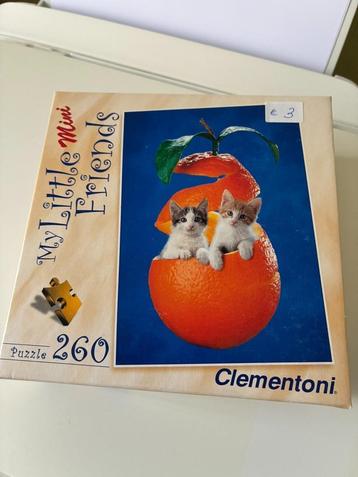 € 3
My Little
Mini
Friends
Puzzle 260
Clementoni